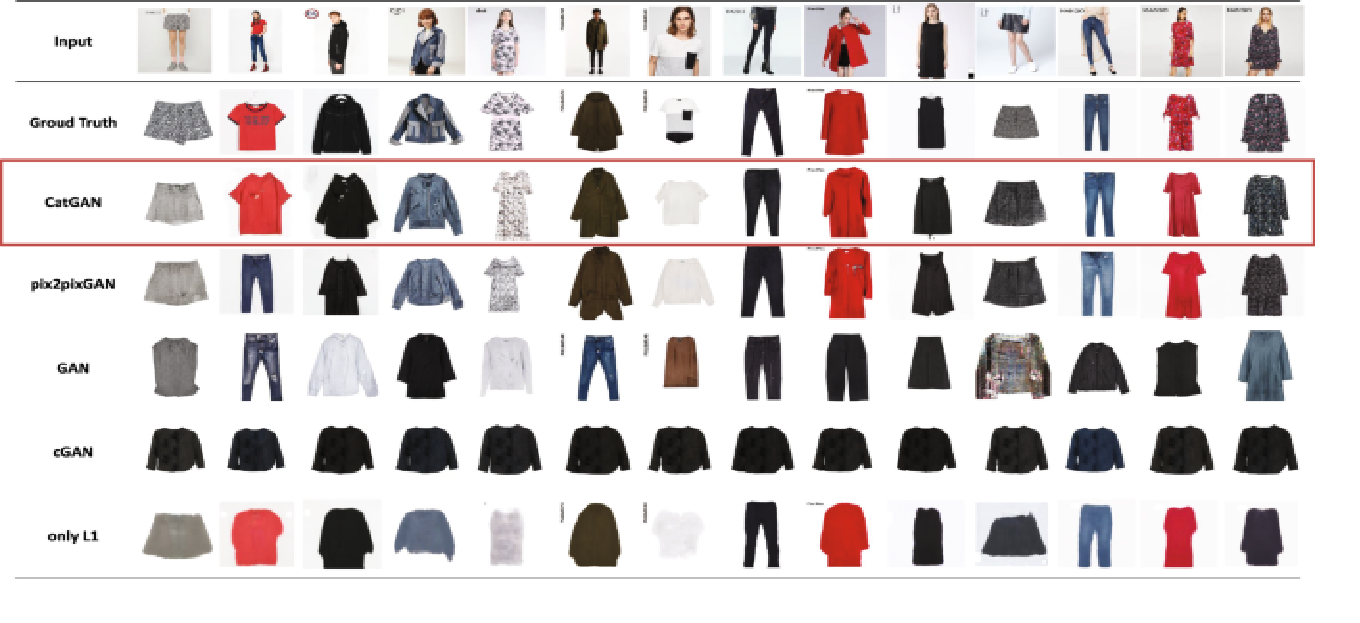 Input
Groud Truth
CatGAN
pix2pixGAN
GAN
cGAN
only L1